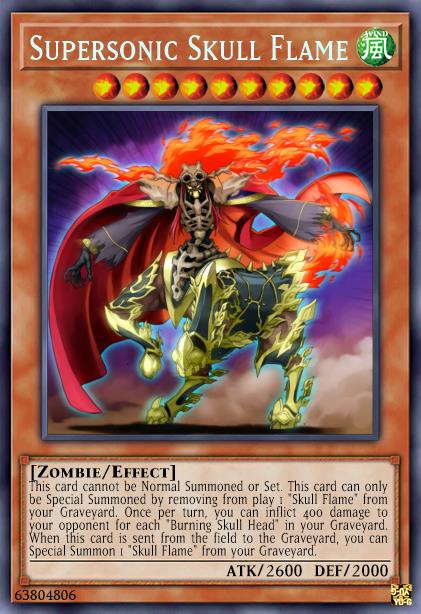 Supersonic Skull Flame
WIND
風
[Zombie/Effect]
This card cannot be Normal Summoned or Set. This card can only
be Special Summoned by removing from play 1 "Skull Flame" from
your Graveyard. Once per turn, you can inflict 400 damage to
your opponent for each "Burning Skull Head" in your Graveyard.
When this card is sent from the field to the Graveyard, you can
Special Summon 1 "Skull Flame" from your Graveyard.
ATK/2600 DEF/2000
63804806